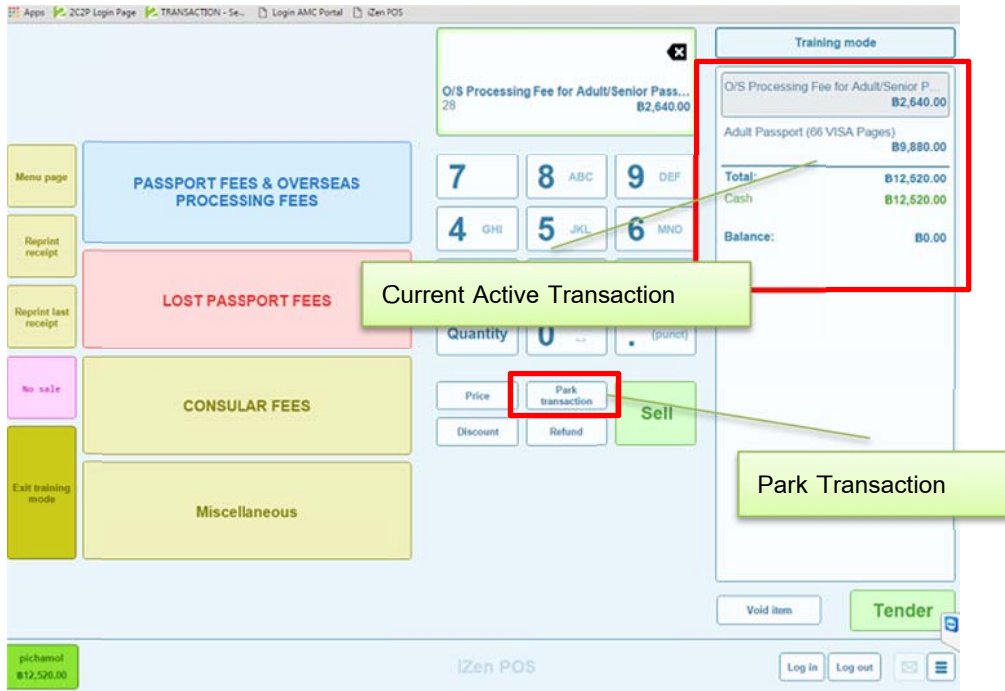 Apps 2C2P Login Page TRANSACTION - Se... Login AMC Portal iZen POS
Training mode
O/S Processing Fee for Adult/Senior Pass...
28 ฿2,640.00
O/S Processing Fee for Adult/Senior P...
฿2,640.00
Adult Passport (66 VISA Pages)
฿9,880.00
Total: ฿12,520.00
Cash ฿12,520.00
Balance: ฿0.00
Menu page
Reprint
receipt
Reprint last
receipt
No sale
Exit training
mode
PASSPORT FEES & OVERSEAS
PROCESSING FEES
LOST PASSPORT FEES
CONSULAR FEES
Miscellaneous
7 8 ABC 9 DEF
4 GHI 5 JKL 6 MNO
Current Active Transaction
Quantity 0 . (punct)
Price
Park
transaction
Sell
Discount Refund
Park Transaction
Void item Tender
pichamol
฿12,520.00
iZen POS
Log in Log out